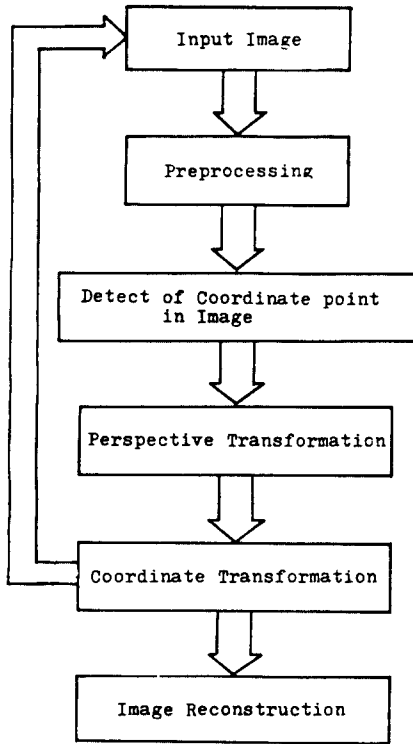 Input Image
Preprocessing
Detect of Coordinate point
in Image
Perspective Transformation
Coordinate Transformation
Image Reconstruction